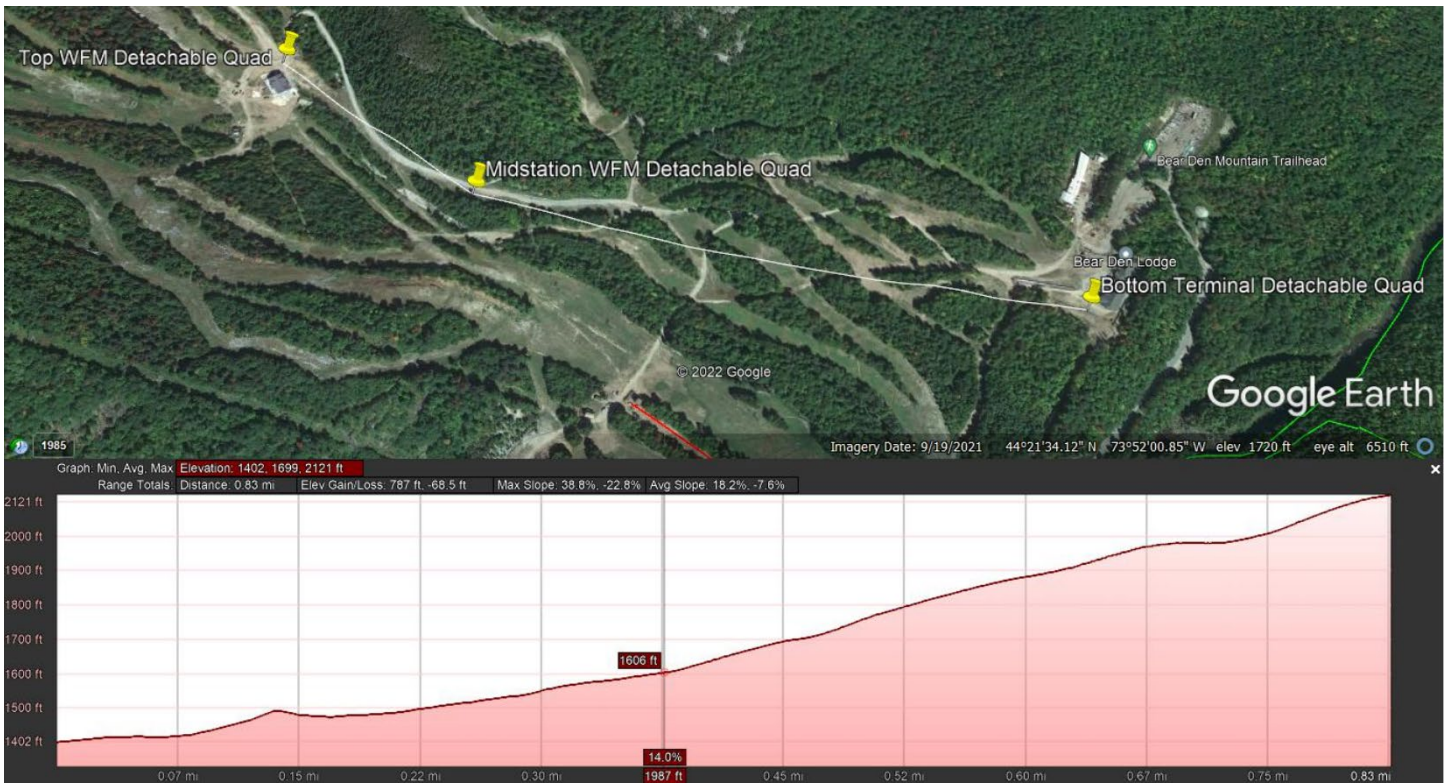 Top WFM Detachable Quad
Midstation WFM Detachable Quad
Bear Den Mountain Trailhead
Bear Den Lodge
Bottom Terminal Detachable Quad
© 2022 Google
Google Earth
1985
Imagery Date: 9/19/2021 44°21'34.12" N 73°52'00.85" W elev 1720 ft eye alt 6510 ft
Graph: Min, Avg, Max Elevation: 1402, 1699, 2121 ft
Range Totals: Distance: 0.83 mi Elev Gain/Loss: 787 ft, -68.5 ft Max Slope: 38.8%, -22.8% Avg Slope: 18.2%, -7.6%
2121 ft
2000 ft
1900 ft
1800 ft
1700 ft
1606 ft
1600 ft
1500 ft
1402 ft
14.0%
0.07 mi 0.15 mi 0.22 mi 0.30 mi 1987 ft 0.45 mi 0.52 mi 0.60 mi 0.67 mi 0.75 mi 0.83 mi